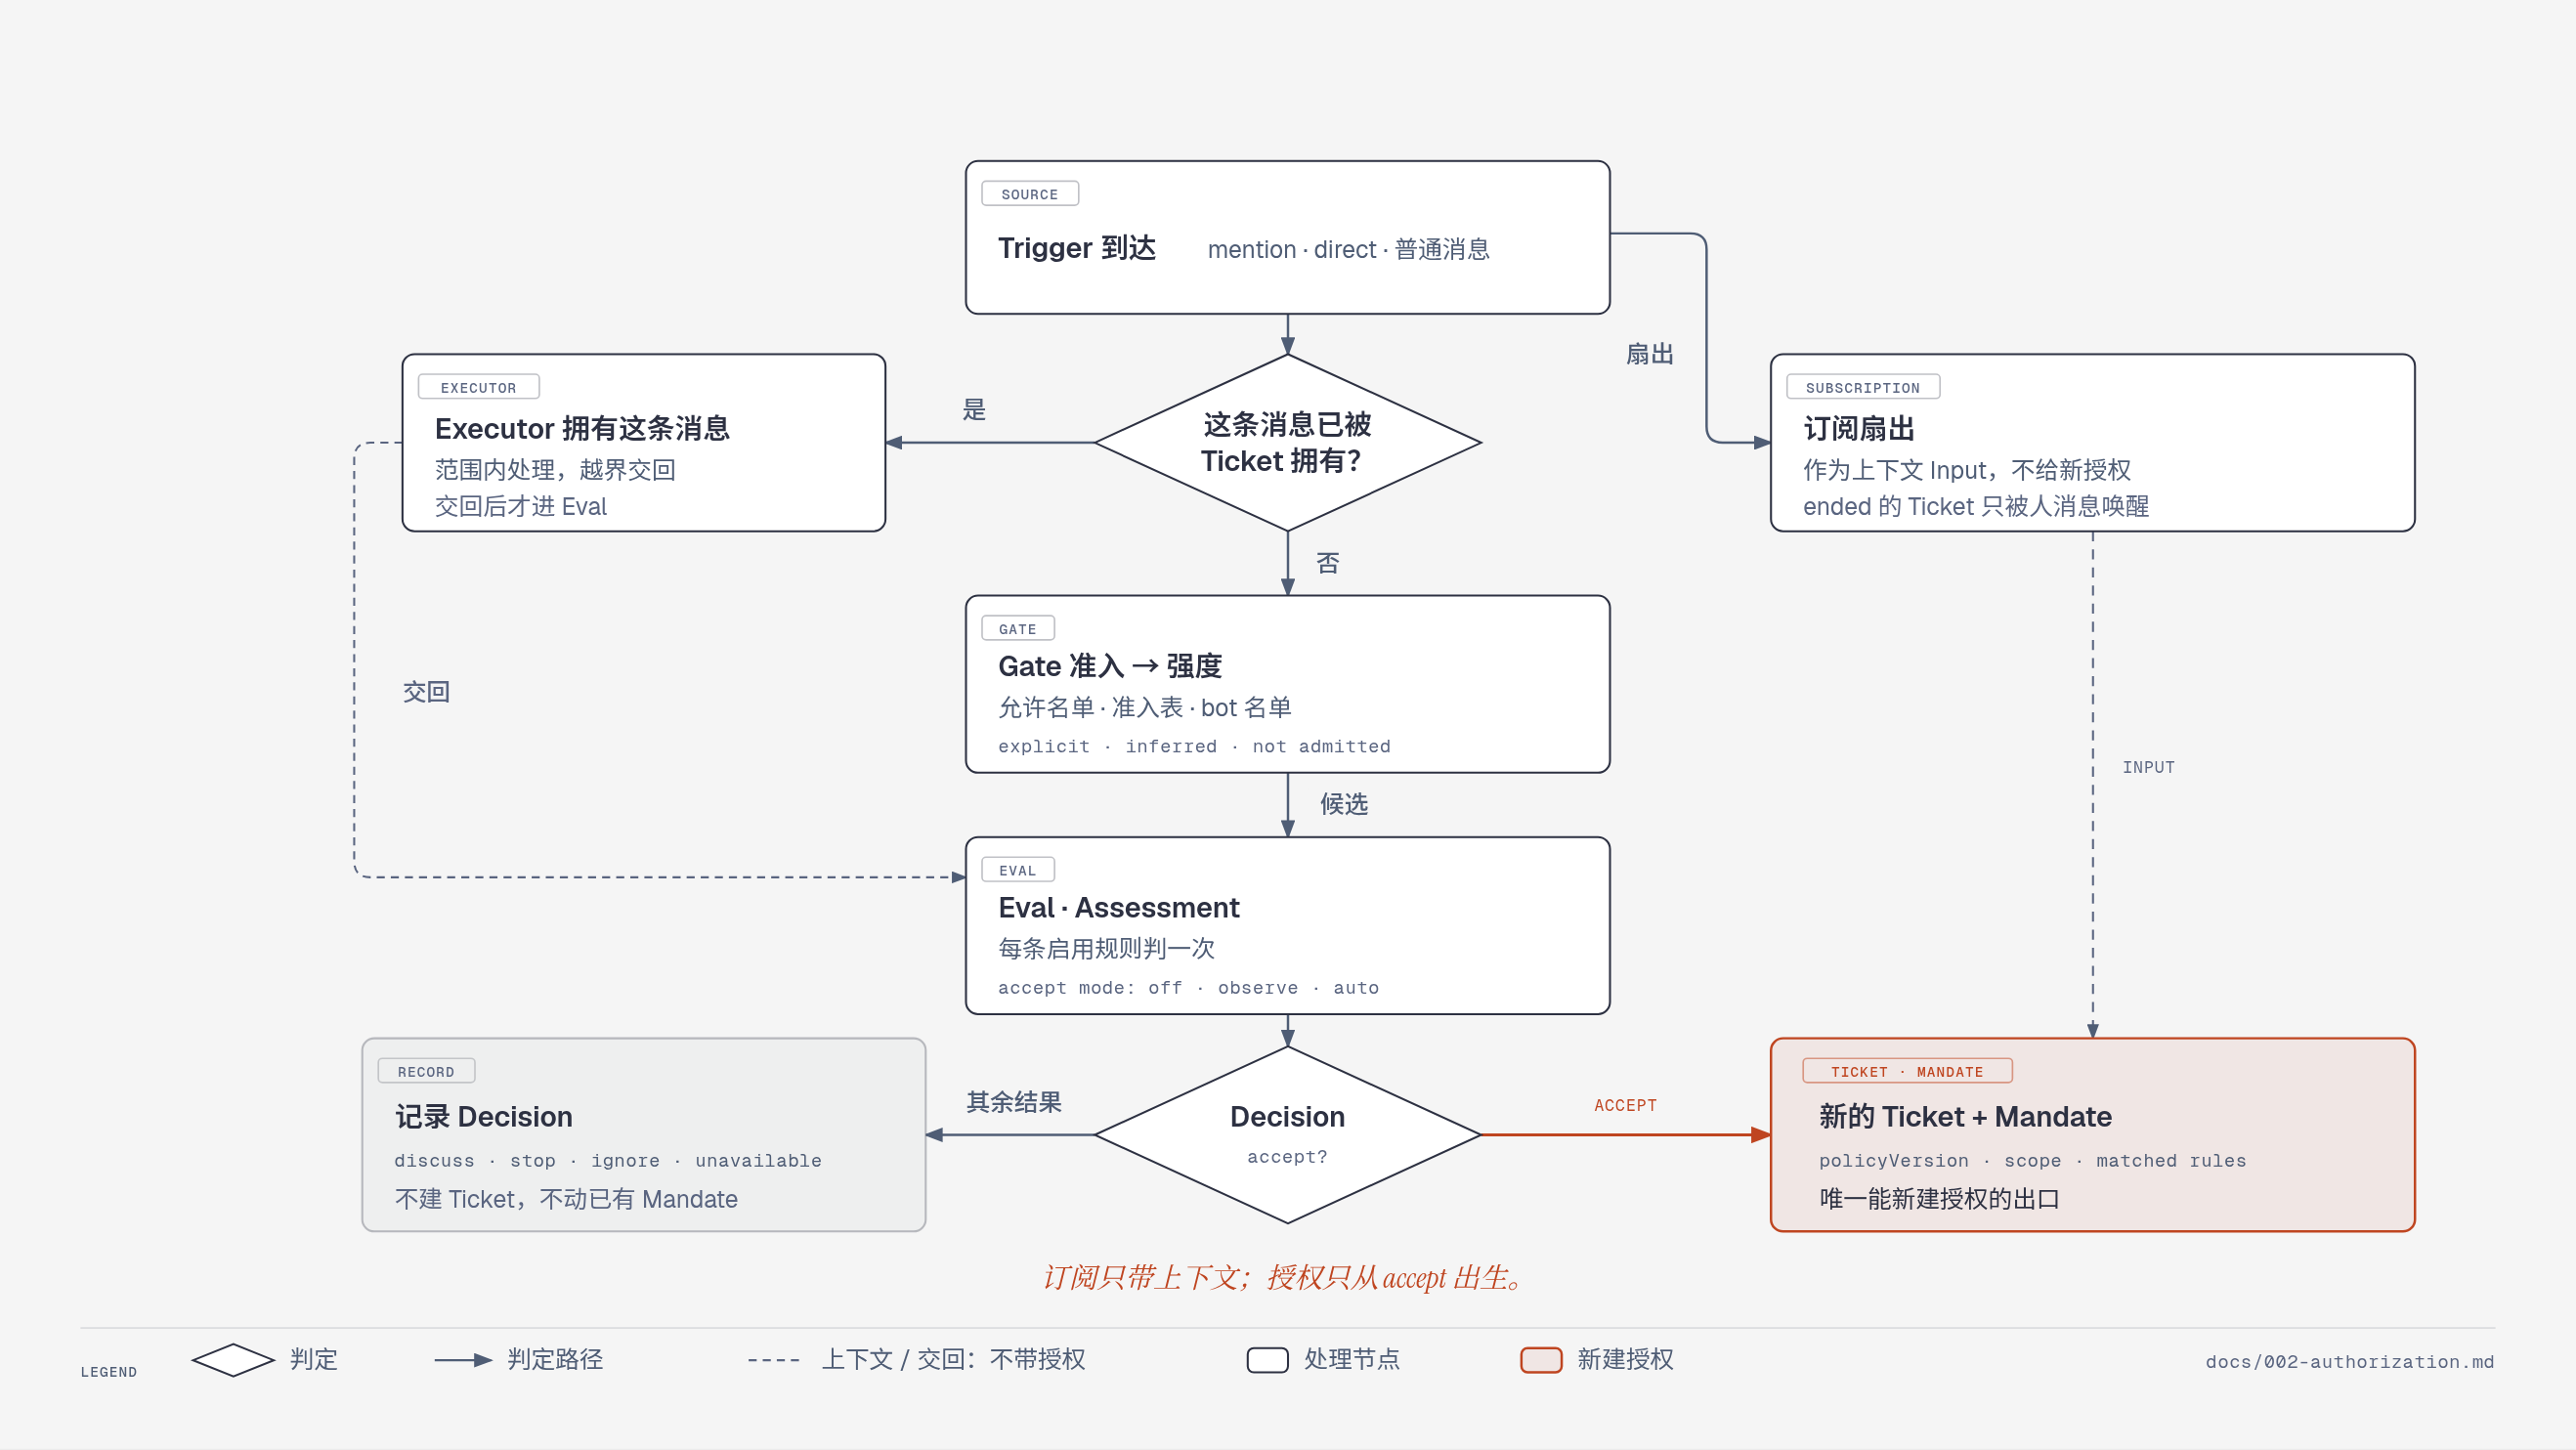 SOURCE
Trigger 到达
mention · direct · 普通消息
扇出
EXECUTOR
Executor 拥有这条消息
范围内处理，越界交回
交回后才进 Eval
是
这条消息已被
Ticket 拥有？
SUBSCRIPTION
订阅扇出
作为上下文 Input，不给新授权
ended 的 Ticket 只被人消息唤醒
否
GATE
Gate 准入 → 强度
允许名单 · 准入表 · bot 名单
explicit · inferred · not admitted
交回
INPUT
候选
EVAL
Eval · Assessment
每条启用规则判一次
accept mode: off · observe · auto
RECORD
记录 Decision
discuss · stop · ignore · unavailable
不建 Ticket，不动已有 Mandate
其余结果
Decision
accept?
ACCEPT
TICKET · MANDATE
新的 Ticket + Mandate
policyVersion · scope · matched rules
唯一能新建授权的出口
订阅只带上下文；授权只从 accept 出生。
LEGEND
判定
判定路径
上下文 / 交回：不带授权
处理节点
新建授权
docs/002-authorization.md